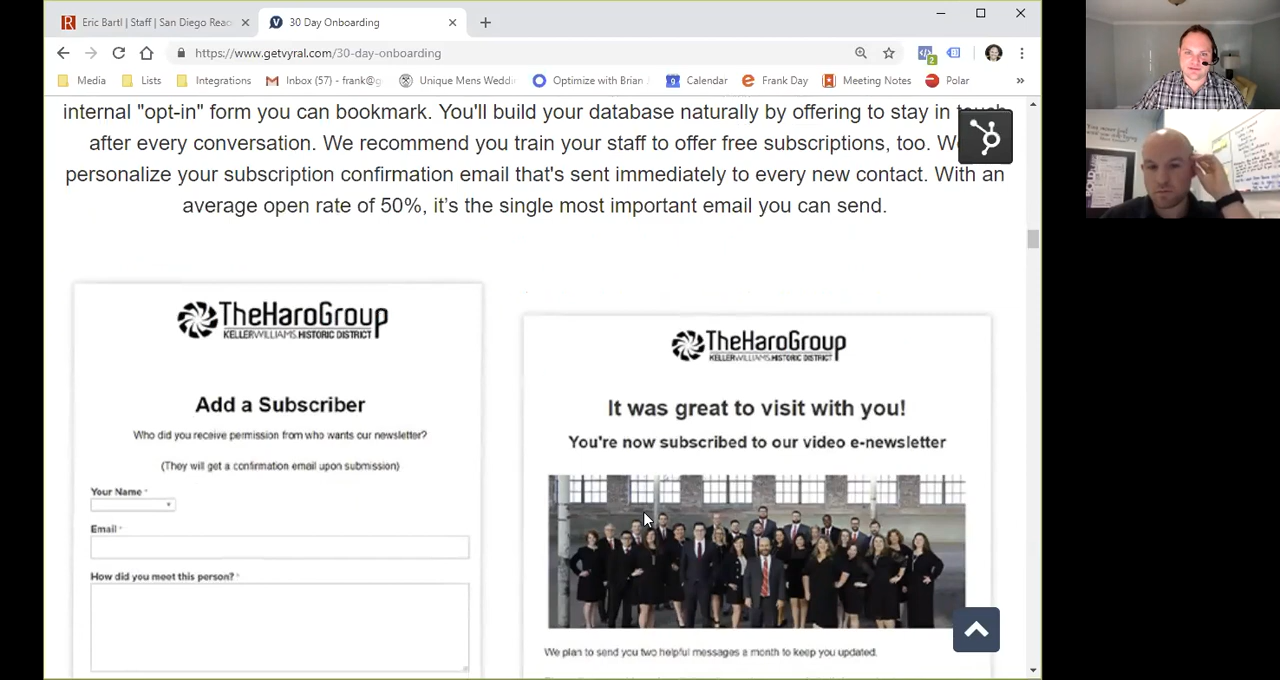 Eric Bartl | Staff | San Diego Reac
30 Day Onboarding
https://www.getvyral.com/30-day-onboarding
Media
Lists
Integrations
Inbox (57) - frank@g
Unique Mens Weddi
Optimize with Brian
Calendar
Frank Day
Meeting Notes
Polar
internal "opt-in" form you can bookmark. You'll build your database naturally by offering to stay in touch
after every conversation. We recommend you train your staff to offer free subscriptions, too. We
personalize your subscription confirmation email that's sent immediately to every new contact. With an
average open rate of 50%, it's the single most important email you can send.
TheHaroGroup
KELLERWILLIAMS. HISTORIC DISTRICT
Add a Subscriber
Who did you receive permission from who wants our newsletter?
(They will get a confirmation email upon submission)
Your Name *
Email *
How did you meet this person? *
TheHaroGroup
KELLERWILLIAMS. HISTORIC DISTRICT
It was great to visit with you!
You're now subscribed to our video e-newsletter
We plan to send you two helpful messages a month to keep you updated.